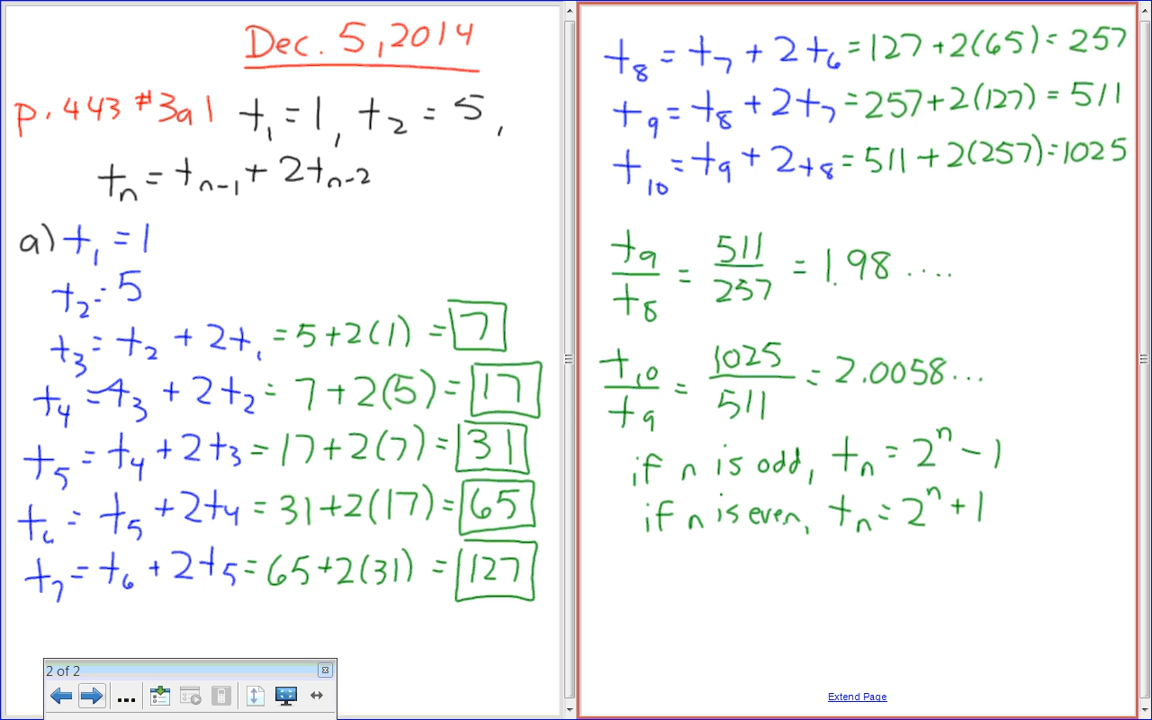 Dec. 5, 2014
p. 443 #3a1 t₁ = 1, t₂ = 5,
tₙ = tₙ₋₁ + 2tₙ₋₂
a) t₁ = 1
t₂ = 5
t₃ = t₂ + 2t₁ = 5 + 2(1) = 7
t₄ = t₃ + 2t₂ = 7 + 2(5) = 17
t₅ = t₄ + 2t₃ = 17 + 2(7) = 31
t₆ = t₅ + 2t₄ = 31 + 2(17) = 65
t₇ = t₆ + 2t₅ = 65 + 2(31) = 127
2 of 2
t₈ = t₇ + 2t₆ = 127 + 2(65) = 257
t₉ = t₈ + 2t₇ = 257 + 2(127) = 511
t₁₀ = t₉ + 2t₈ = 511 + 2(257) = 1025
t₉/t₈ = 511/257 = 1.98 ....
t₁₀/t₉ = 1025/511 = 2.0058...
if n is odd, tₙ = 2ⁿ - 1
if n is even, tₙ = 2ⁿ + 1
Extend Page